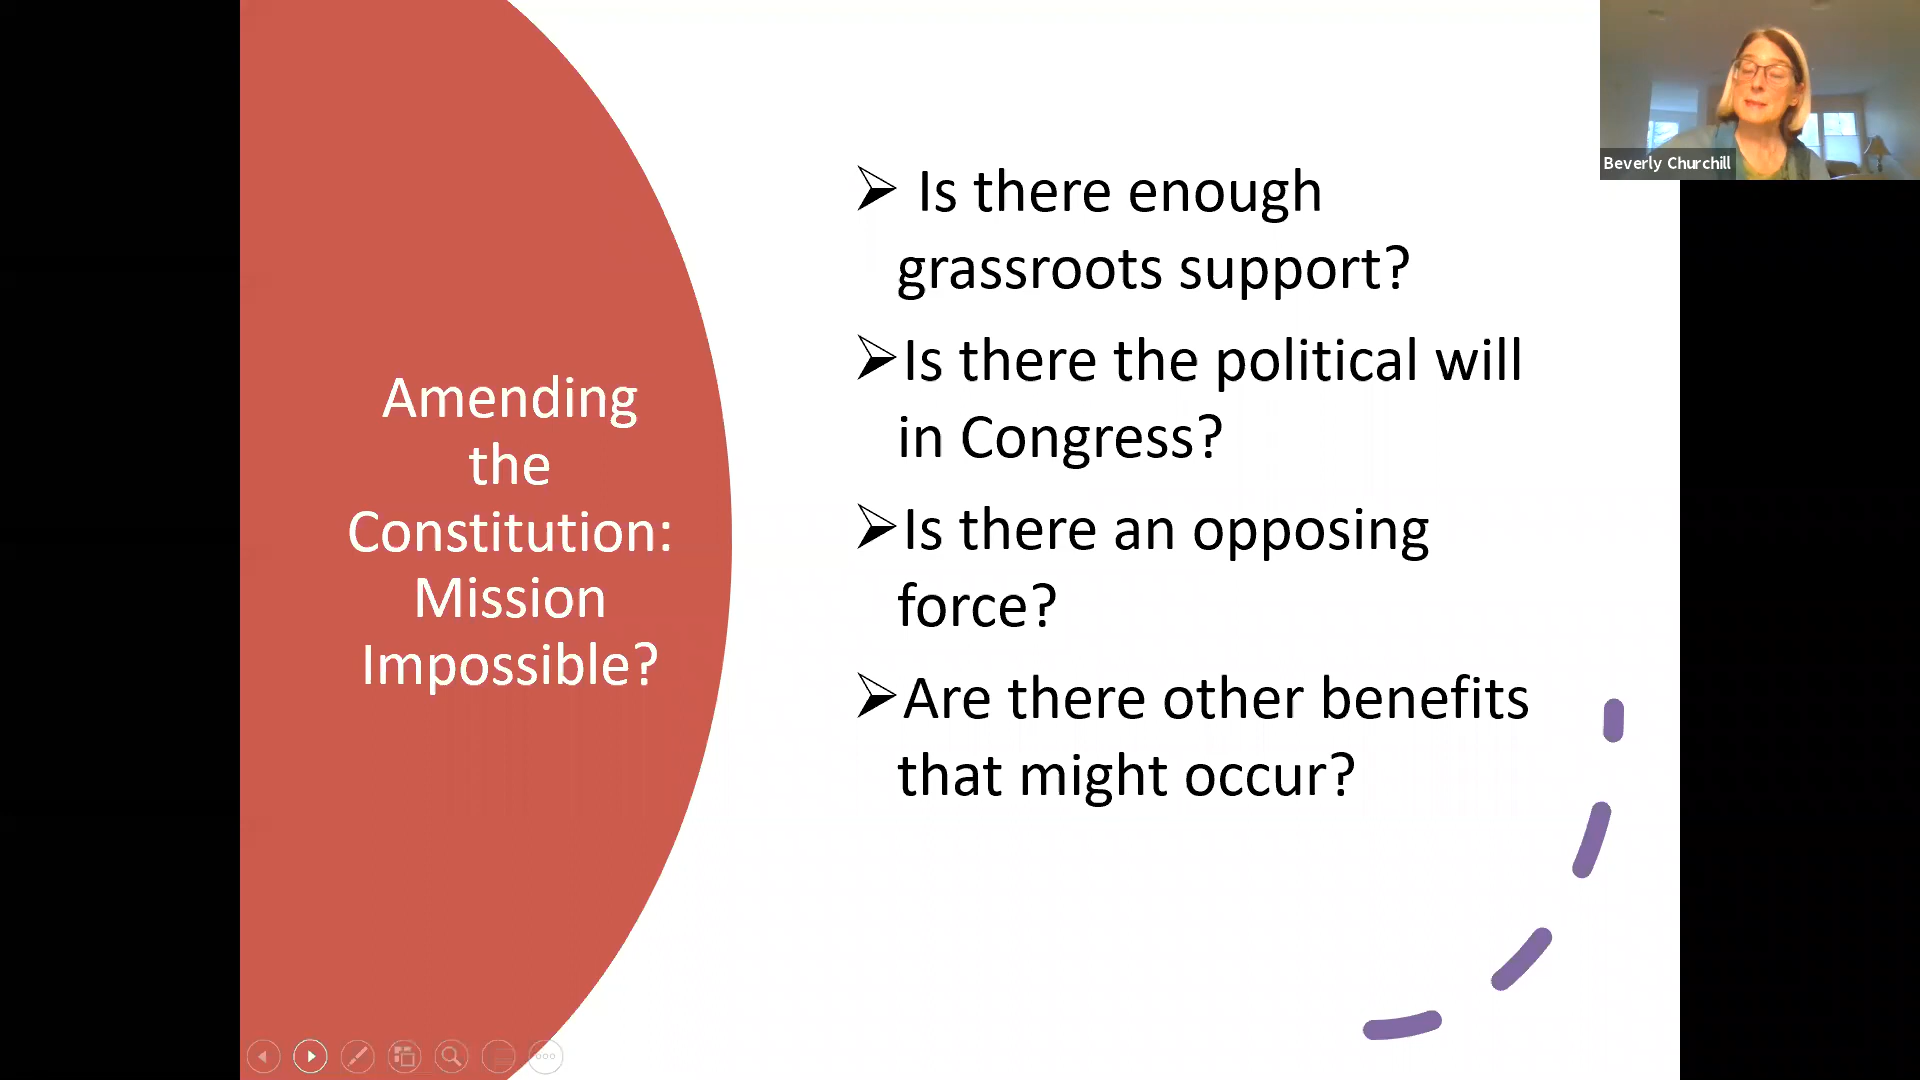 Amending
the
Constitution:
Mission
Impossible?
Is there enough
grassroots support?
Is there the political will
in Congress?
Is there an opposing
force?
Are there other benefits
that might occur?
Beverly Churchill